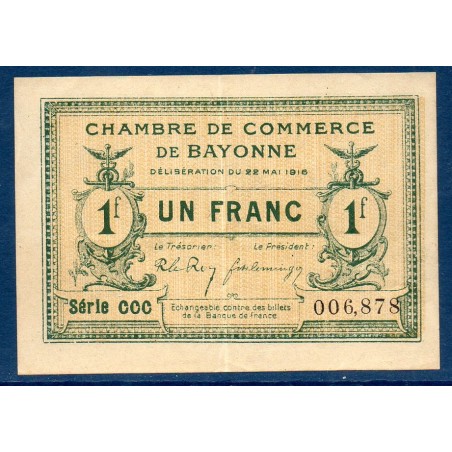 CHAMBRE DE COMMERCE
DE BAYONNE
DÉLIBÉRATION DU 22 MAI 1916
1f UN FRANC 1f
Le Trésorier: Le Président:
Série CCC
Echangeable contre des billets
de la Banque de France.
006,878